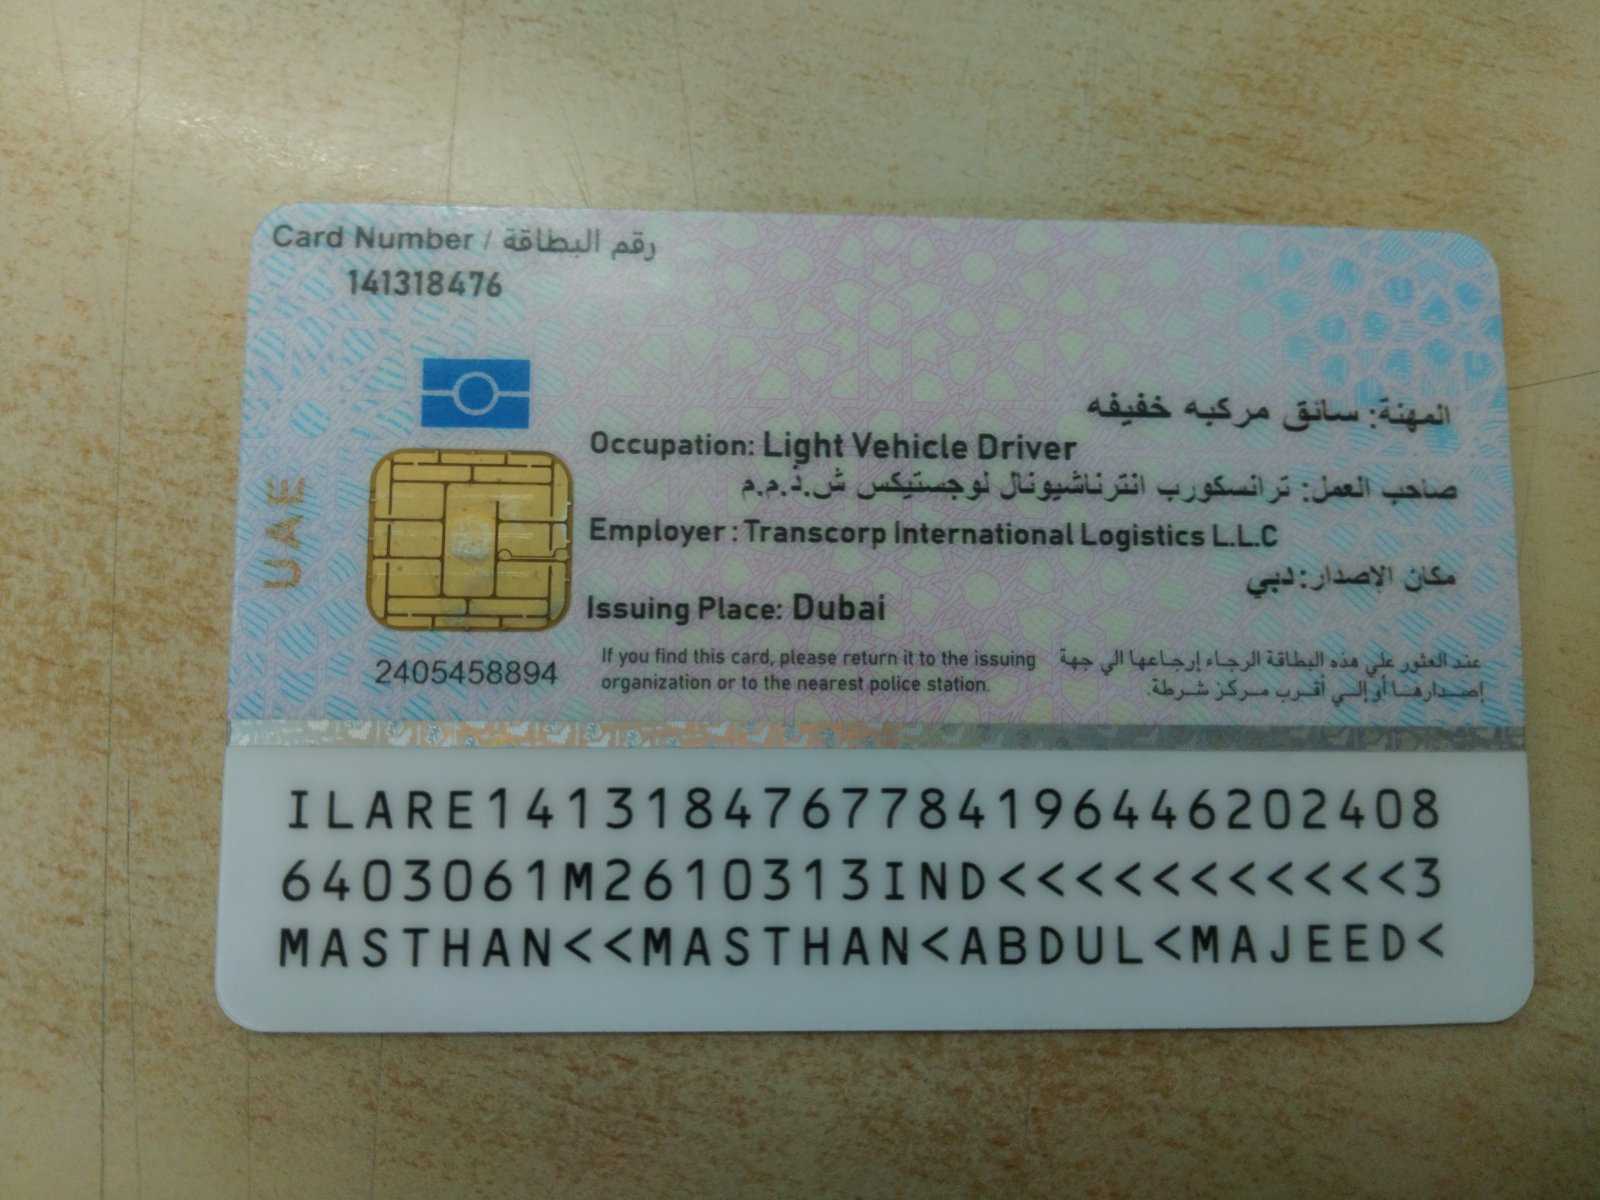 Card Number / رقم البطاقة
141318476
UAE
المهنة: سائق مركبه خفيفه
Occupation: Light Vehicle Driver
صاحب العمل: ترانسكورب انترناشيونال لوجستيكس ش.ذ.م.م
Employer : Transcorp International Logistics L.L.C
مكان الإصدار: دبي
Issuing Place: Dubai
2405458894
If you find this card, please return it to the issuing
organization or to the nearest police station.
عند العثور علي هذه البطاقة الرجاء إرجاعها الي جهة
إصدارها أو إلي أقرب مركز شرطة.
ILARE1413184767784196446202408
6403061M2610313IND<<<<<<<<<<<3
MASTHAN<<MASTHAN<ABDUL<MAJEED<